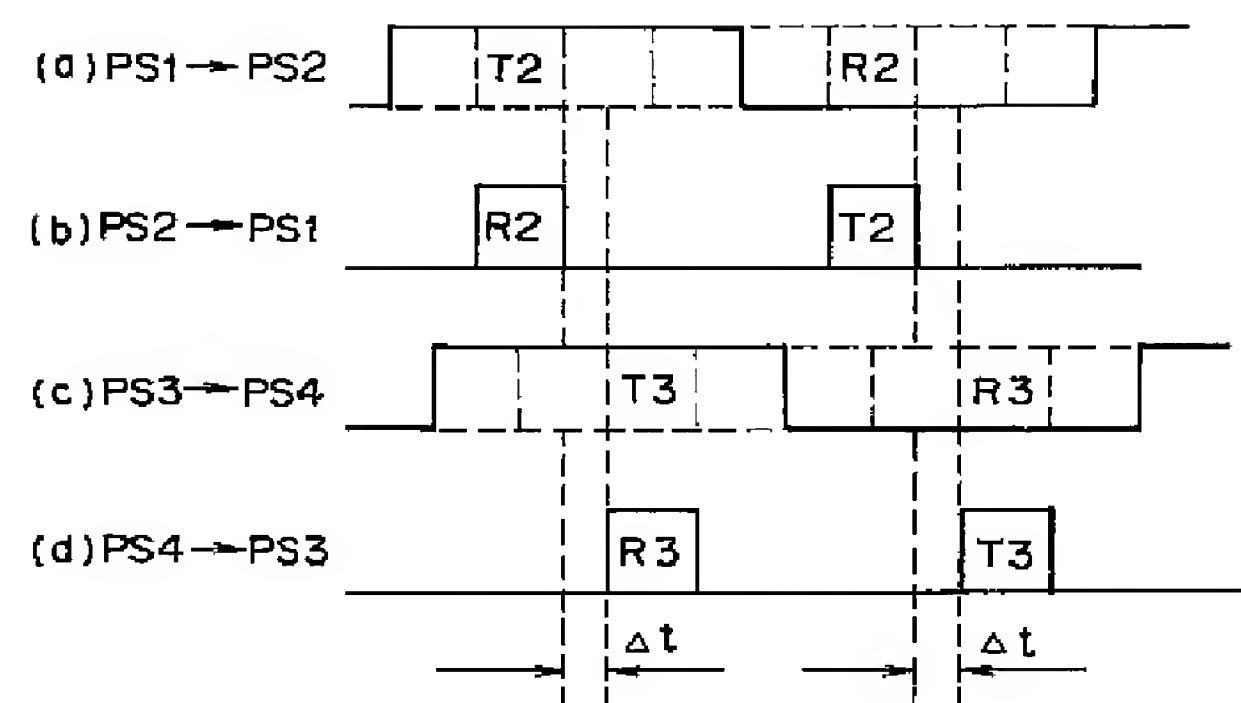 (a) PS1→PS2 T2 R2
(b) PS2→PS1 R2 T2
(c) PS3→PS4 T3 R3
(d) PS4→PS3 R3 T3
Δt Δt